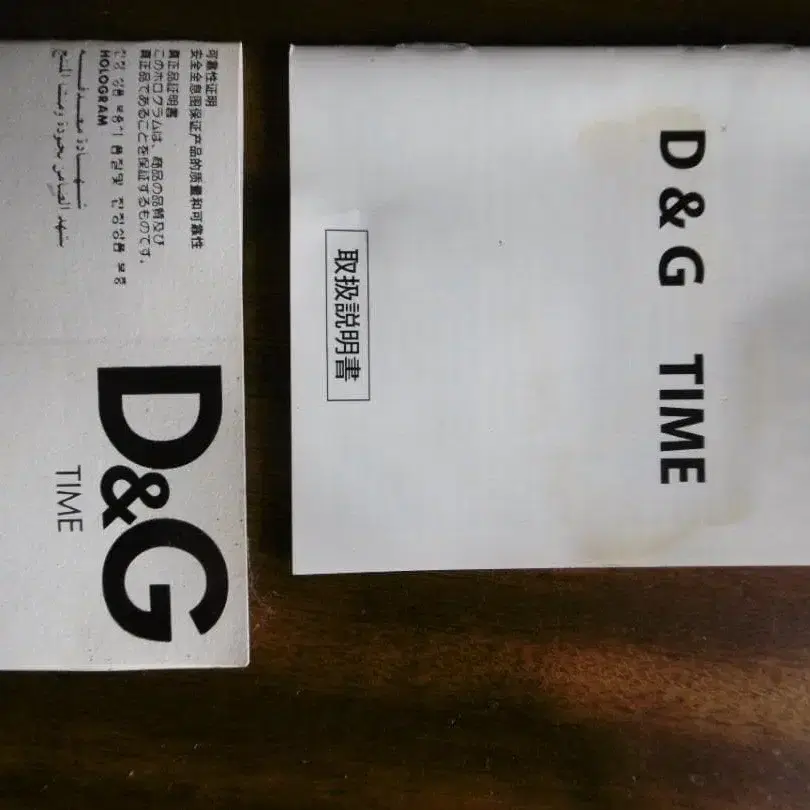 可靠性证明
安全全息图保证产品的质量和可靠性
真正品証明書
このホログラムは、商品の品質及び
真正品であることを保証するものです。
HOLOGRAM
D&G
TIME
D & G TIME
取扱説明書